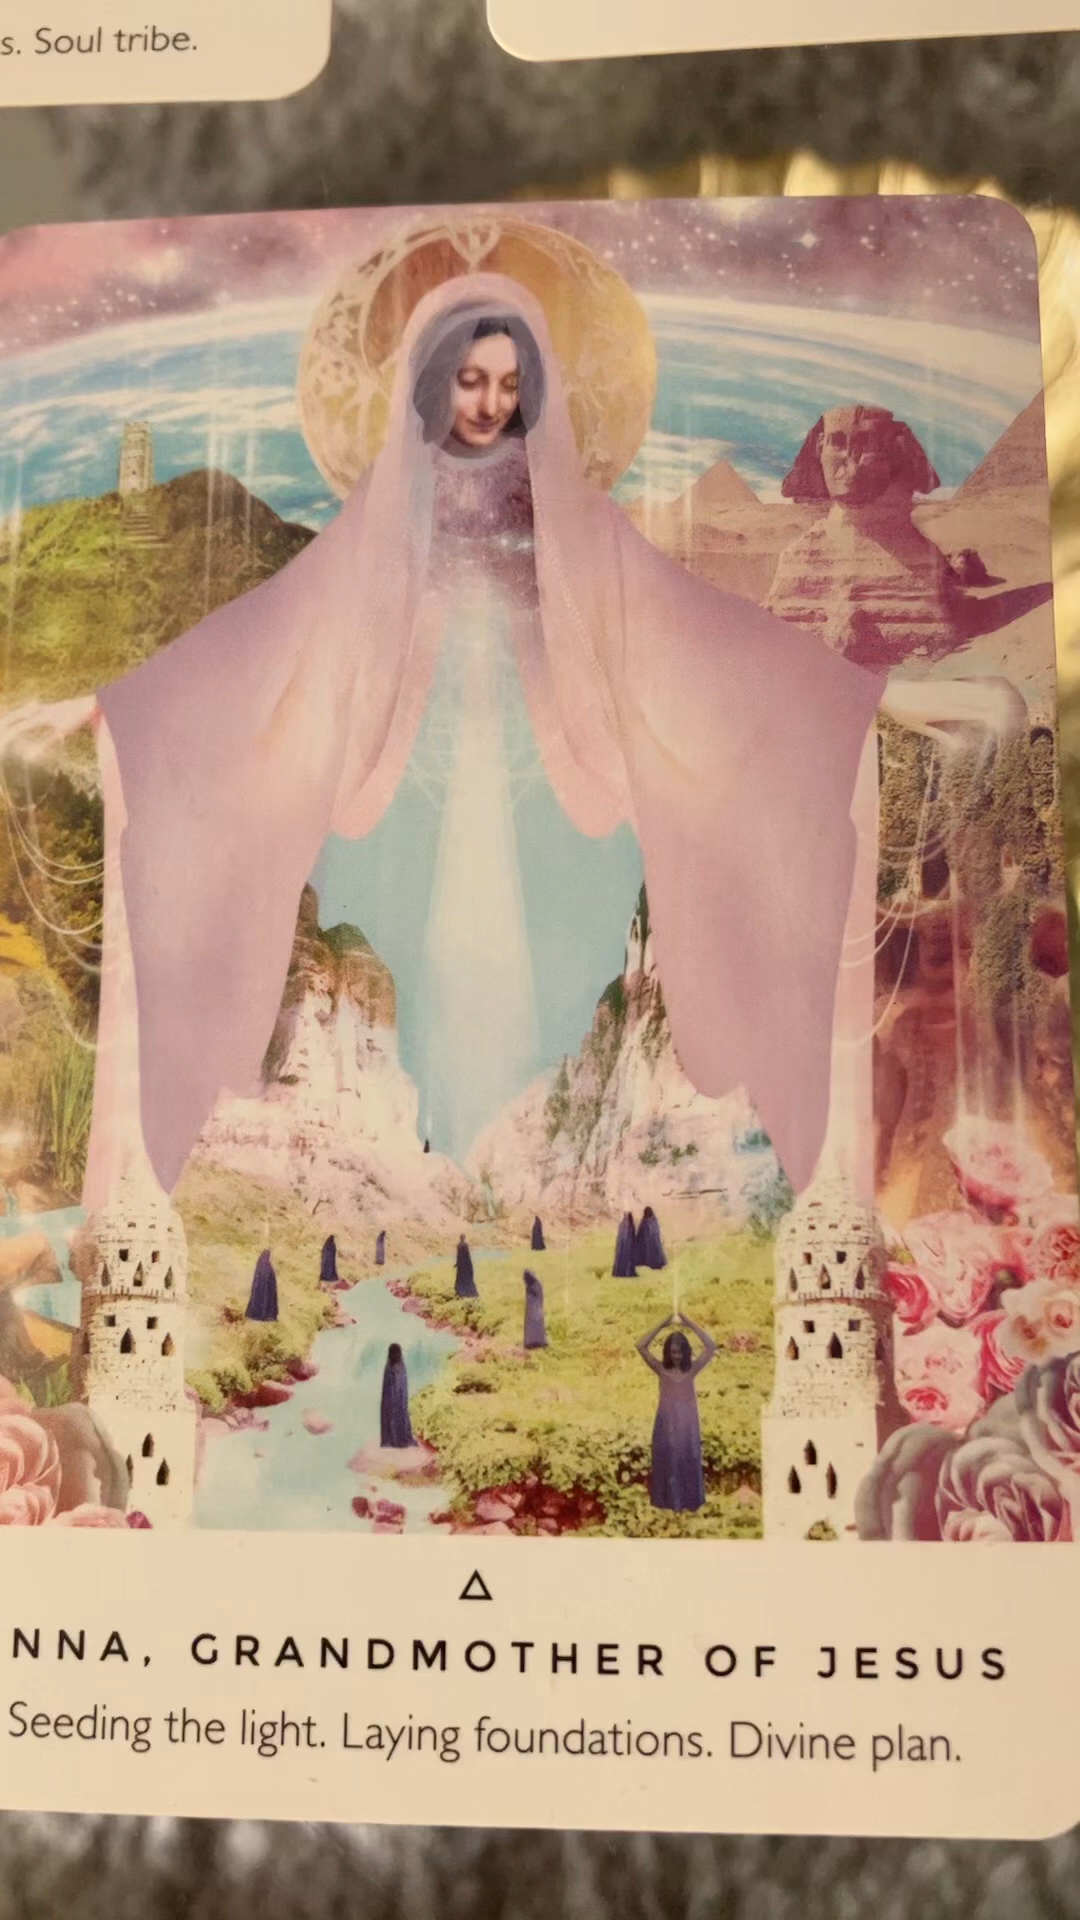 s. Soul tribe.
NNA, GRANDMOTHER OF JESUS
Seeding the light. Laying foundations. Divine plan.